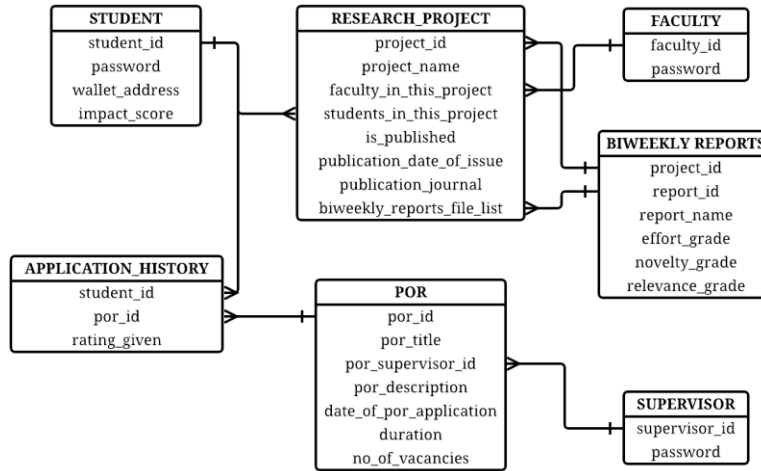 STUDENT
student_id
password
wallet_address
impact_score
RESEARCH_PROJECT
project_id
project_name
faculty_in_this_project
students_in_this_project
is_published
publication_date_of_issue
publication_journal
biweekly_reports_file_list
FACULTY
faculty_id
password
BIWEEKLY REPORTS
project_id
report_id
report_name
effort_grade
novelty_grade
relevance_grade
APPLICATION_HISTORY
student_id
por_id
rating_given
POR
por_id
por_title
por_supervisor_id
por_description
date_of_por_application
duration
no_of_vacancies
SUPERVISOR
supervisor_id
password